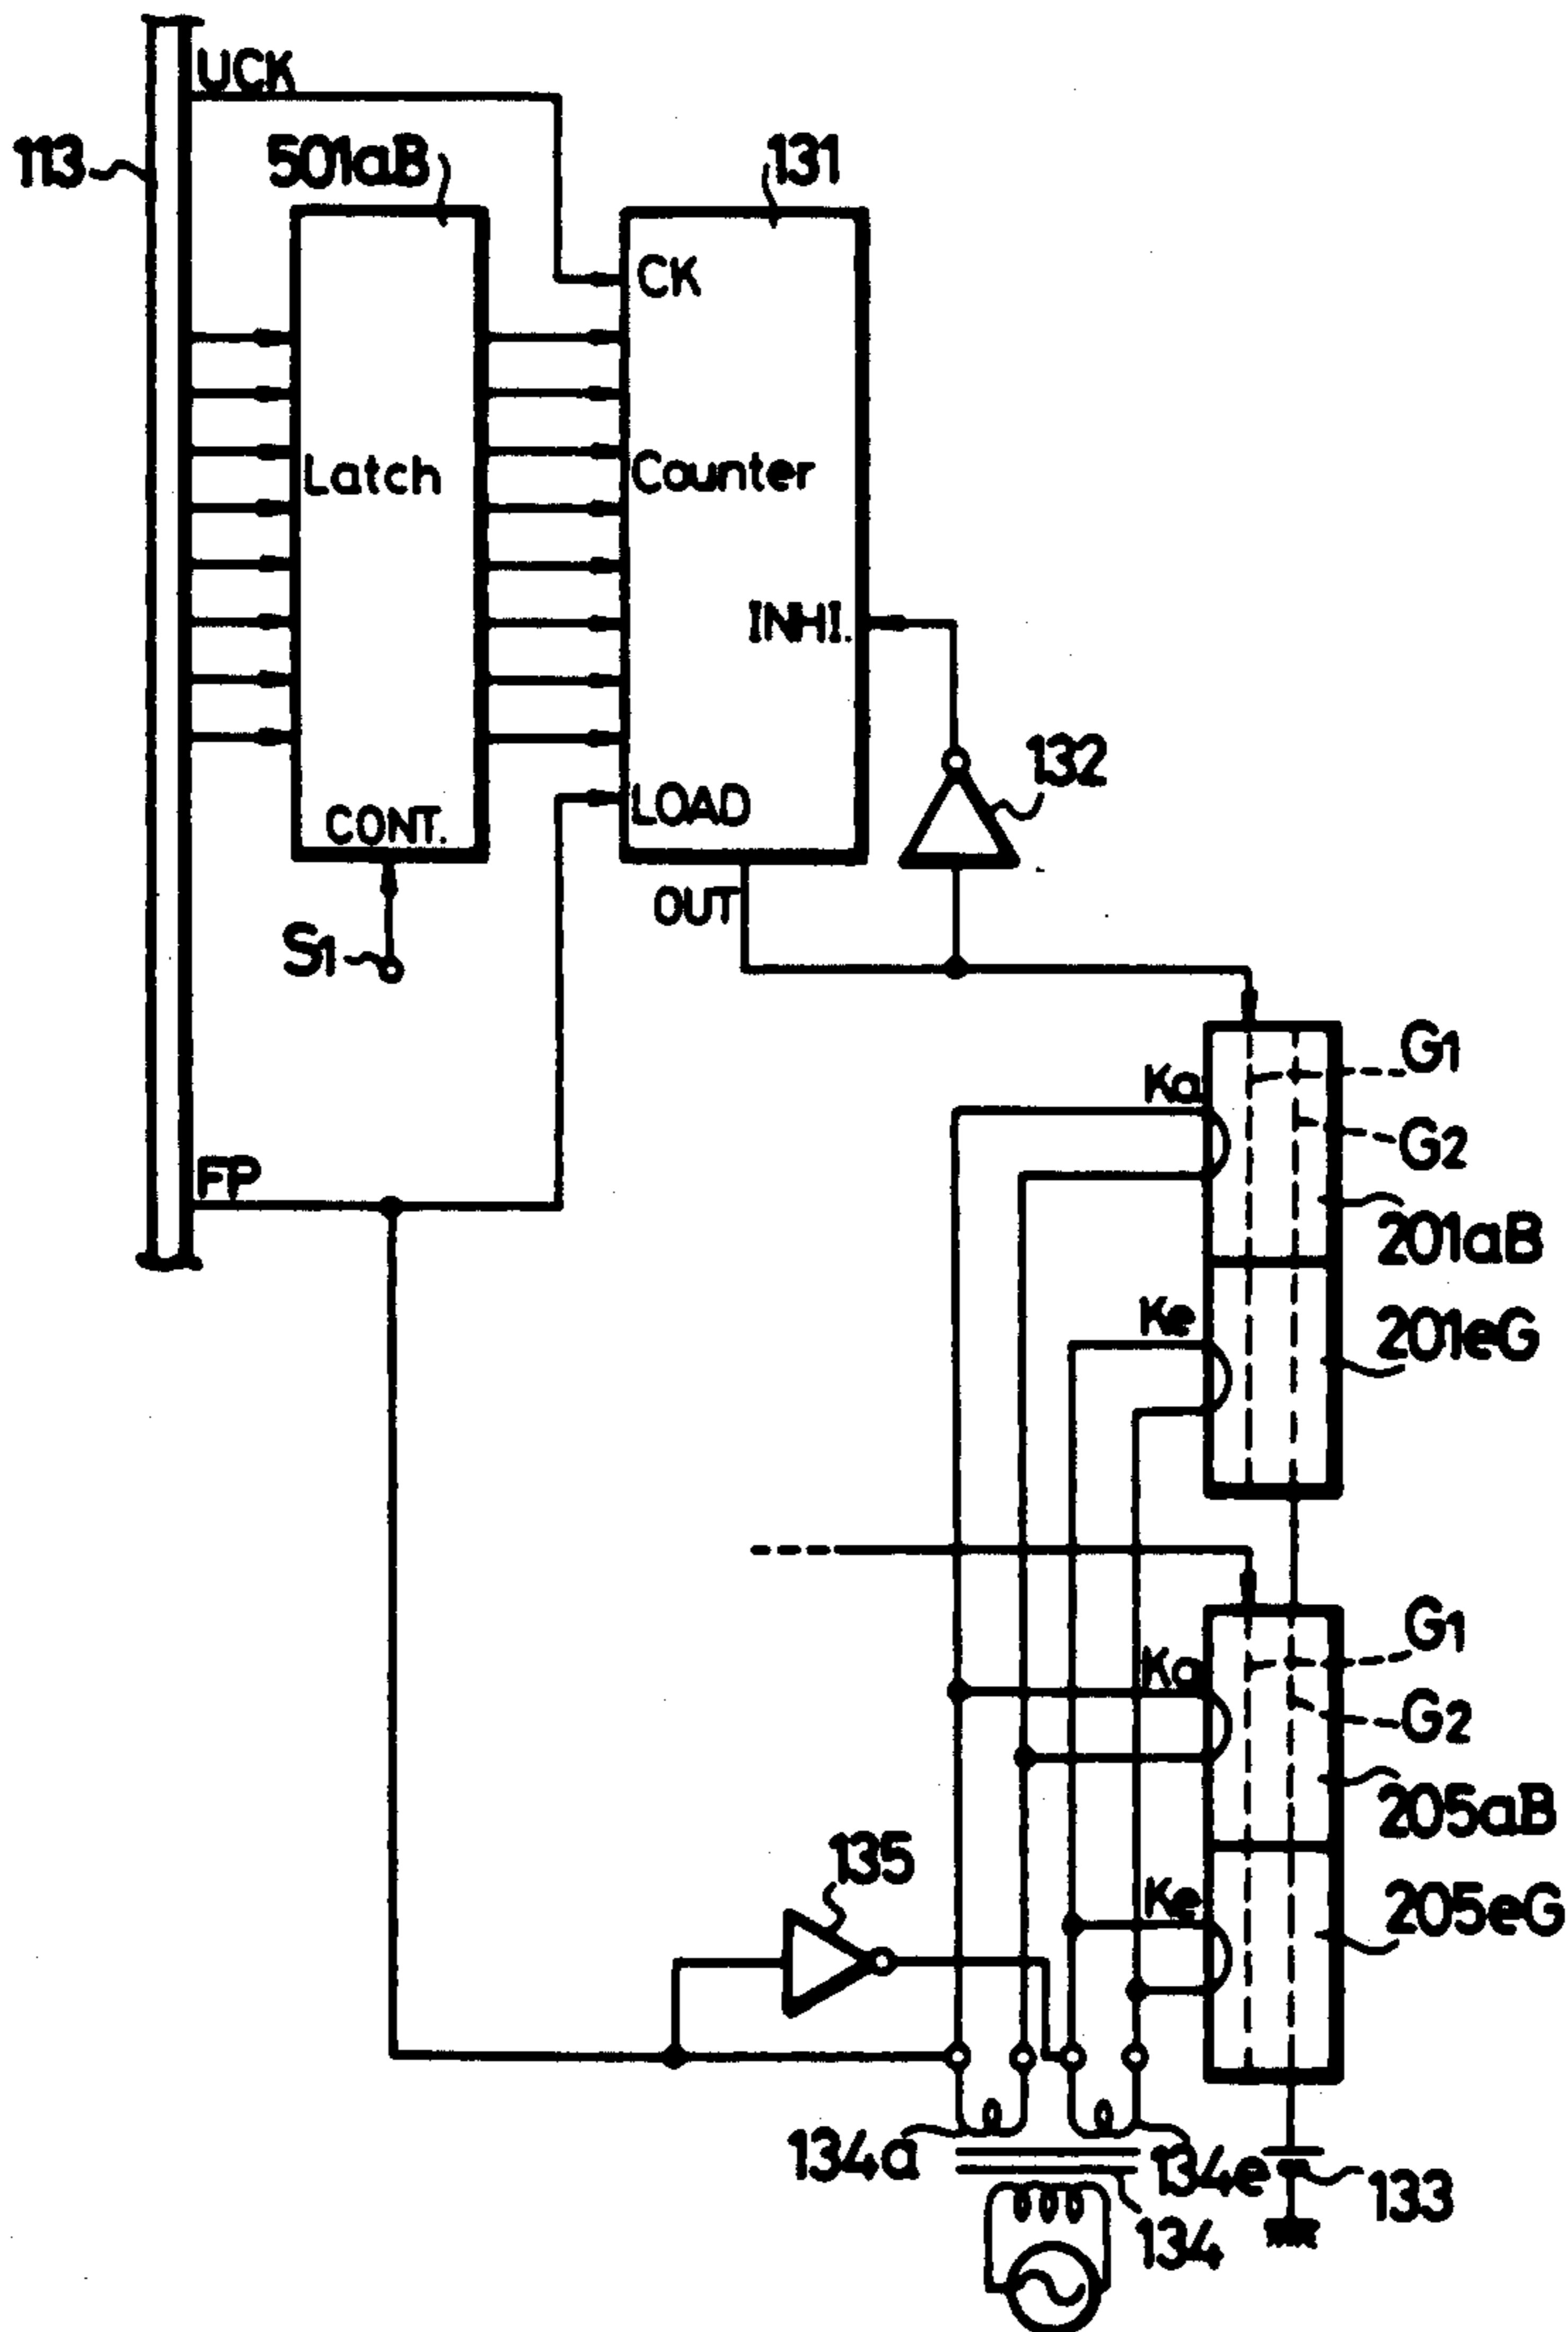 UCK
113
501aB
131
CK
Latch
Counter
INHI.
132
CONT.
LOAD
OUT
S1
G1
Ka
G2
FP
201aB
Ke
201eG
G1
Ka
G2
205aB
135
Ke
205eG
134a
134e
133
134